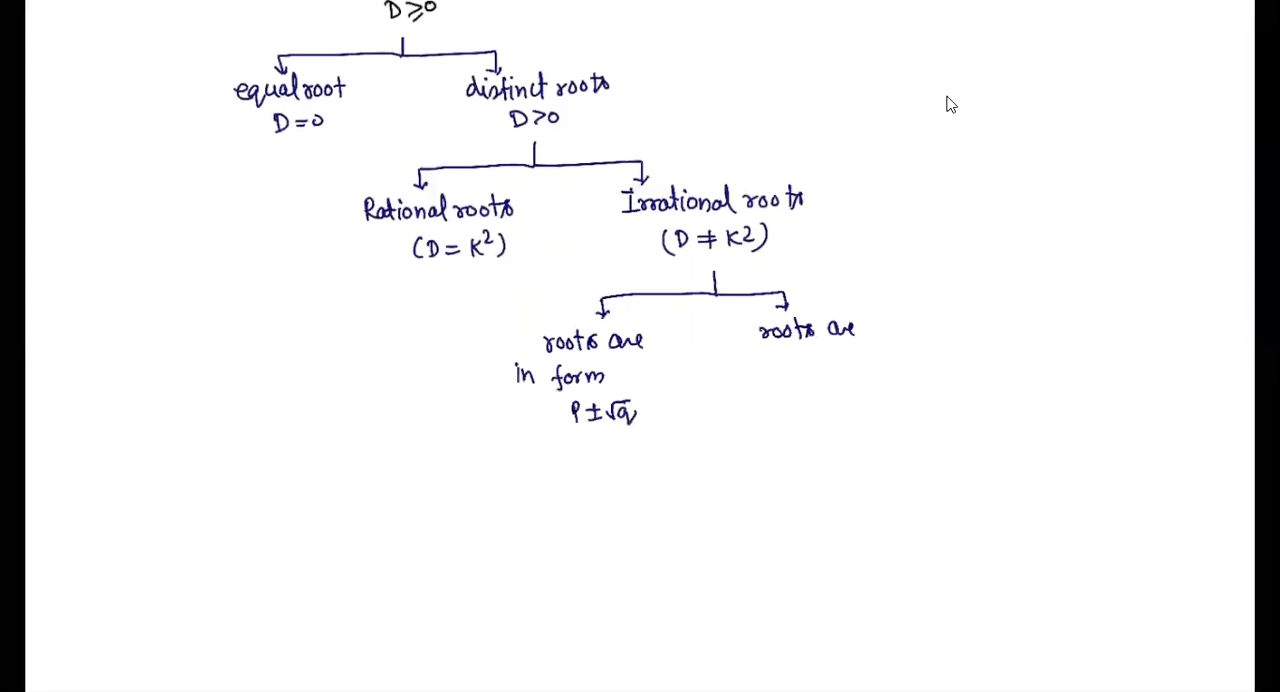 D ≥ 0
equal root distinct roots
D = 0 D > 0
Rational roots Irrational roots
(D = K²) (D ≠ K2)
roots are roots are
in form
P ± √q